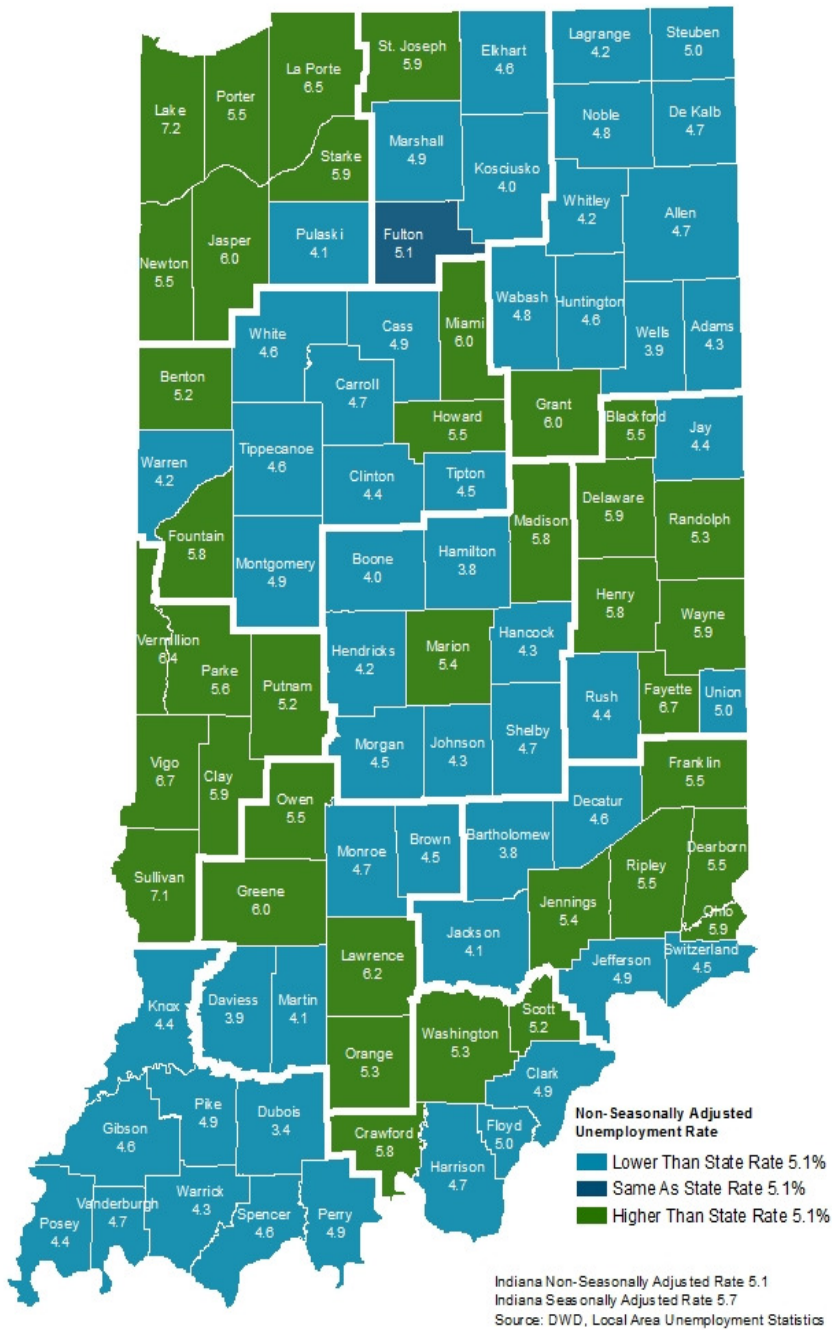 St. Joseph
5.9
Elkhart
4.6
Lagrange
4.2
Steuben
5.0
La Porte
6.5
Porter
5.5
Lake
7.2
Noble
4.8
De Kalb
4.7
Marshall
4.9
Starke
5.9
Kosciusko
4.0
Whitley
4.2
Allen
4.7
Pulaski
4.1
Fulton
5.1
Jasper
6.0
Newton
5.5
Wabash
4.8
Huntington
4.6
Wells
3.9
Adams
4.3
White
4.6
Cass
4.9
Miami
6.0
Benton
5.2
Carroll
4.7
Howard
5.5
Grant
6.0
Blackford
5.5
Jay
4.4
Warren
4.2
Tippecanoe
4.6
Clinton
4.4
Tipton
4.5
Madison
5.8
Delaware
5.9
Randolph
5.3
Fountain
5.8
Montgomery
4.9
Boone
4.0
Hamilton
3.8
Henry
5.8
Wayne
5.9
Vermillion
6.4
Parke
5.6
Putnam
5.2
Hendricks
4.2
Marion
5.4
Hancock
4.3
Rush
4.4
Fayette
6.7
Union
5.0
Vigo
6.7
Clay
5.9
Morgan
4.5
Johnson
4.3
Shelby
4.7
Franklin
5.5
Owen
5.5
Decatur
4.6
Monroe
4.7
Brown
4.5
Bartholomew
3.8
Dearborn
5.5
Ripley
5.5
Sullivan
7.1
Greene
6.0
Jennings
5.4
Ohio
5.9
Jackson
4.1
Switzerland
4.5
Jefferson
4.9
Lawrence
6.2
Knox
4.4
Daviess
3.9
Martin
4.1
Scott
5.2
Washington
5.3
Orange
5.3
Clark
4.9
Pike
4.9
Dubois
3.4
Gibson
4.6
Crawford
5.8
Floyd
5.0
Harrison
4.7
Posey
4.4
Vanderburgh
4.7
Warrick
4.3
Spencer
4.6
Perry
4.9
Non-Seasonally Adjusted
Unemployment Rate
Lower Than State Rate 5.1%
Same As State Rate 5.1%
Higher Than State Rate 5.1%
Indiana Non-Seasonally Adjusted Rate 5.1
Indiana Seasonally Adjusted Rate 5.7
Source: DWD, Local Area Unemployment Statistics